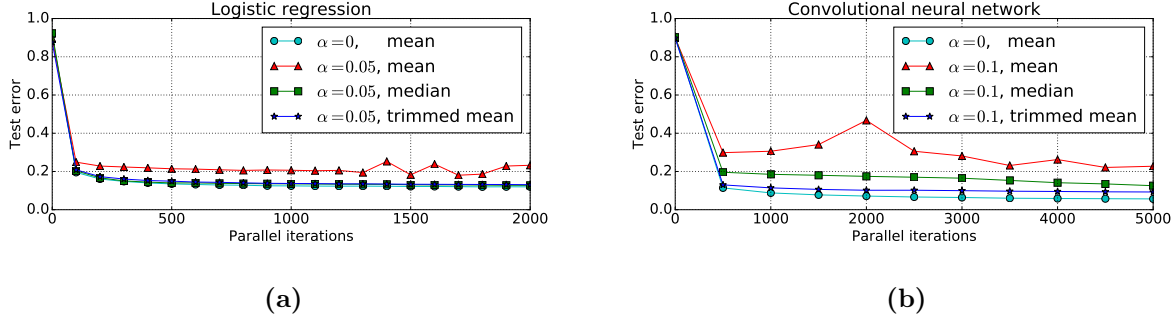 Logistic regression
1.0
0.8
0.6
0.4
0.2
0.0
Test error
α=0, mean
α=0.05, mean
α=0.05, median
α=0.05, trimmed mean
0 500 1000 1500 2000
Parallel iterations
(a)
Convolutional neural network
1.0
0.8
0.6
0.4
0.2
0.0
Test error
α=0, mean
α=0.1, mean
α=0.1, median
α=0.1, trimmed mean
0 1000 2000 3000 4000 5000
Parallel iterations
(b)